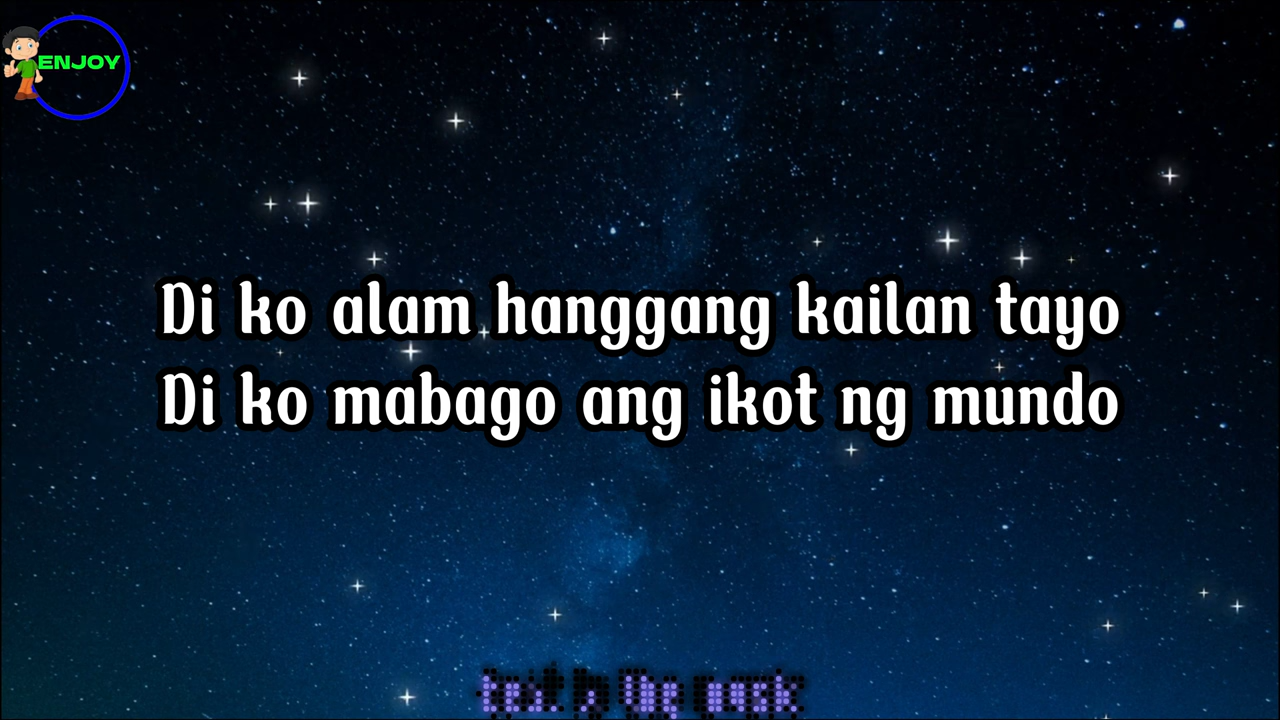 ENJOY
Di ko alam hanggang kailan tayo
Di ko mabago ang ikot ng mundo